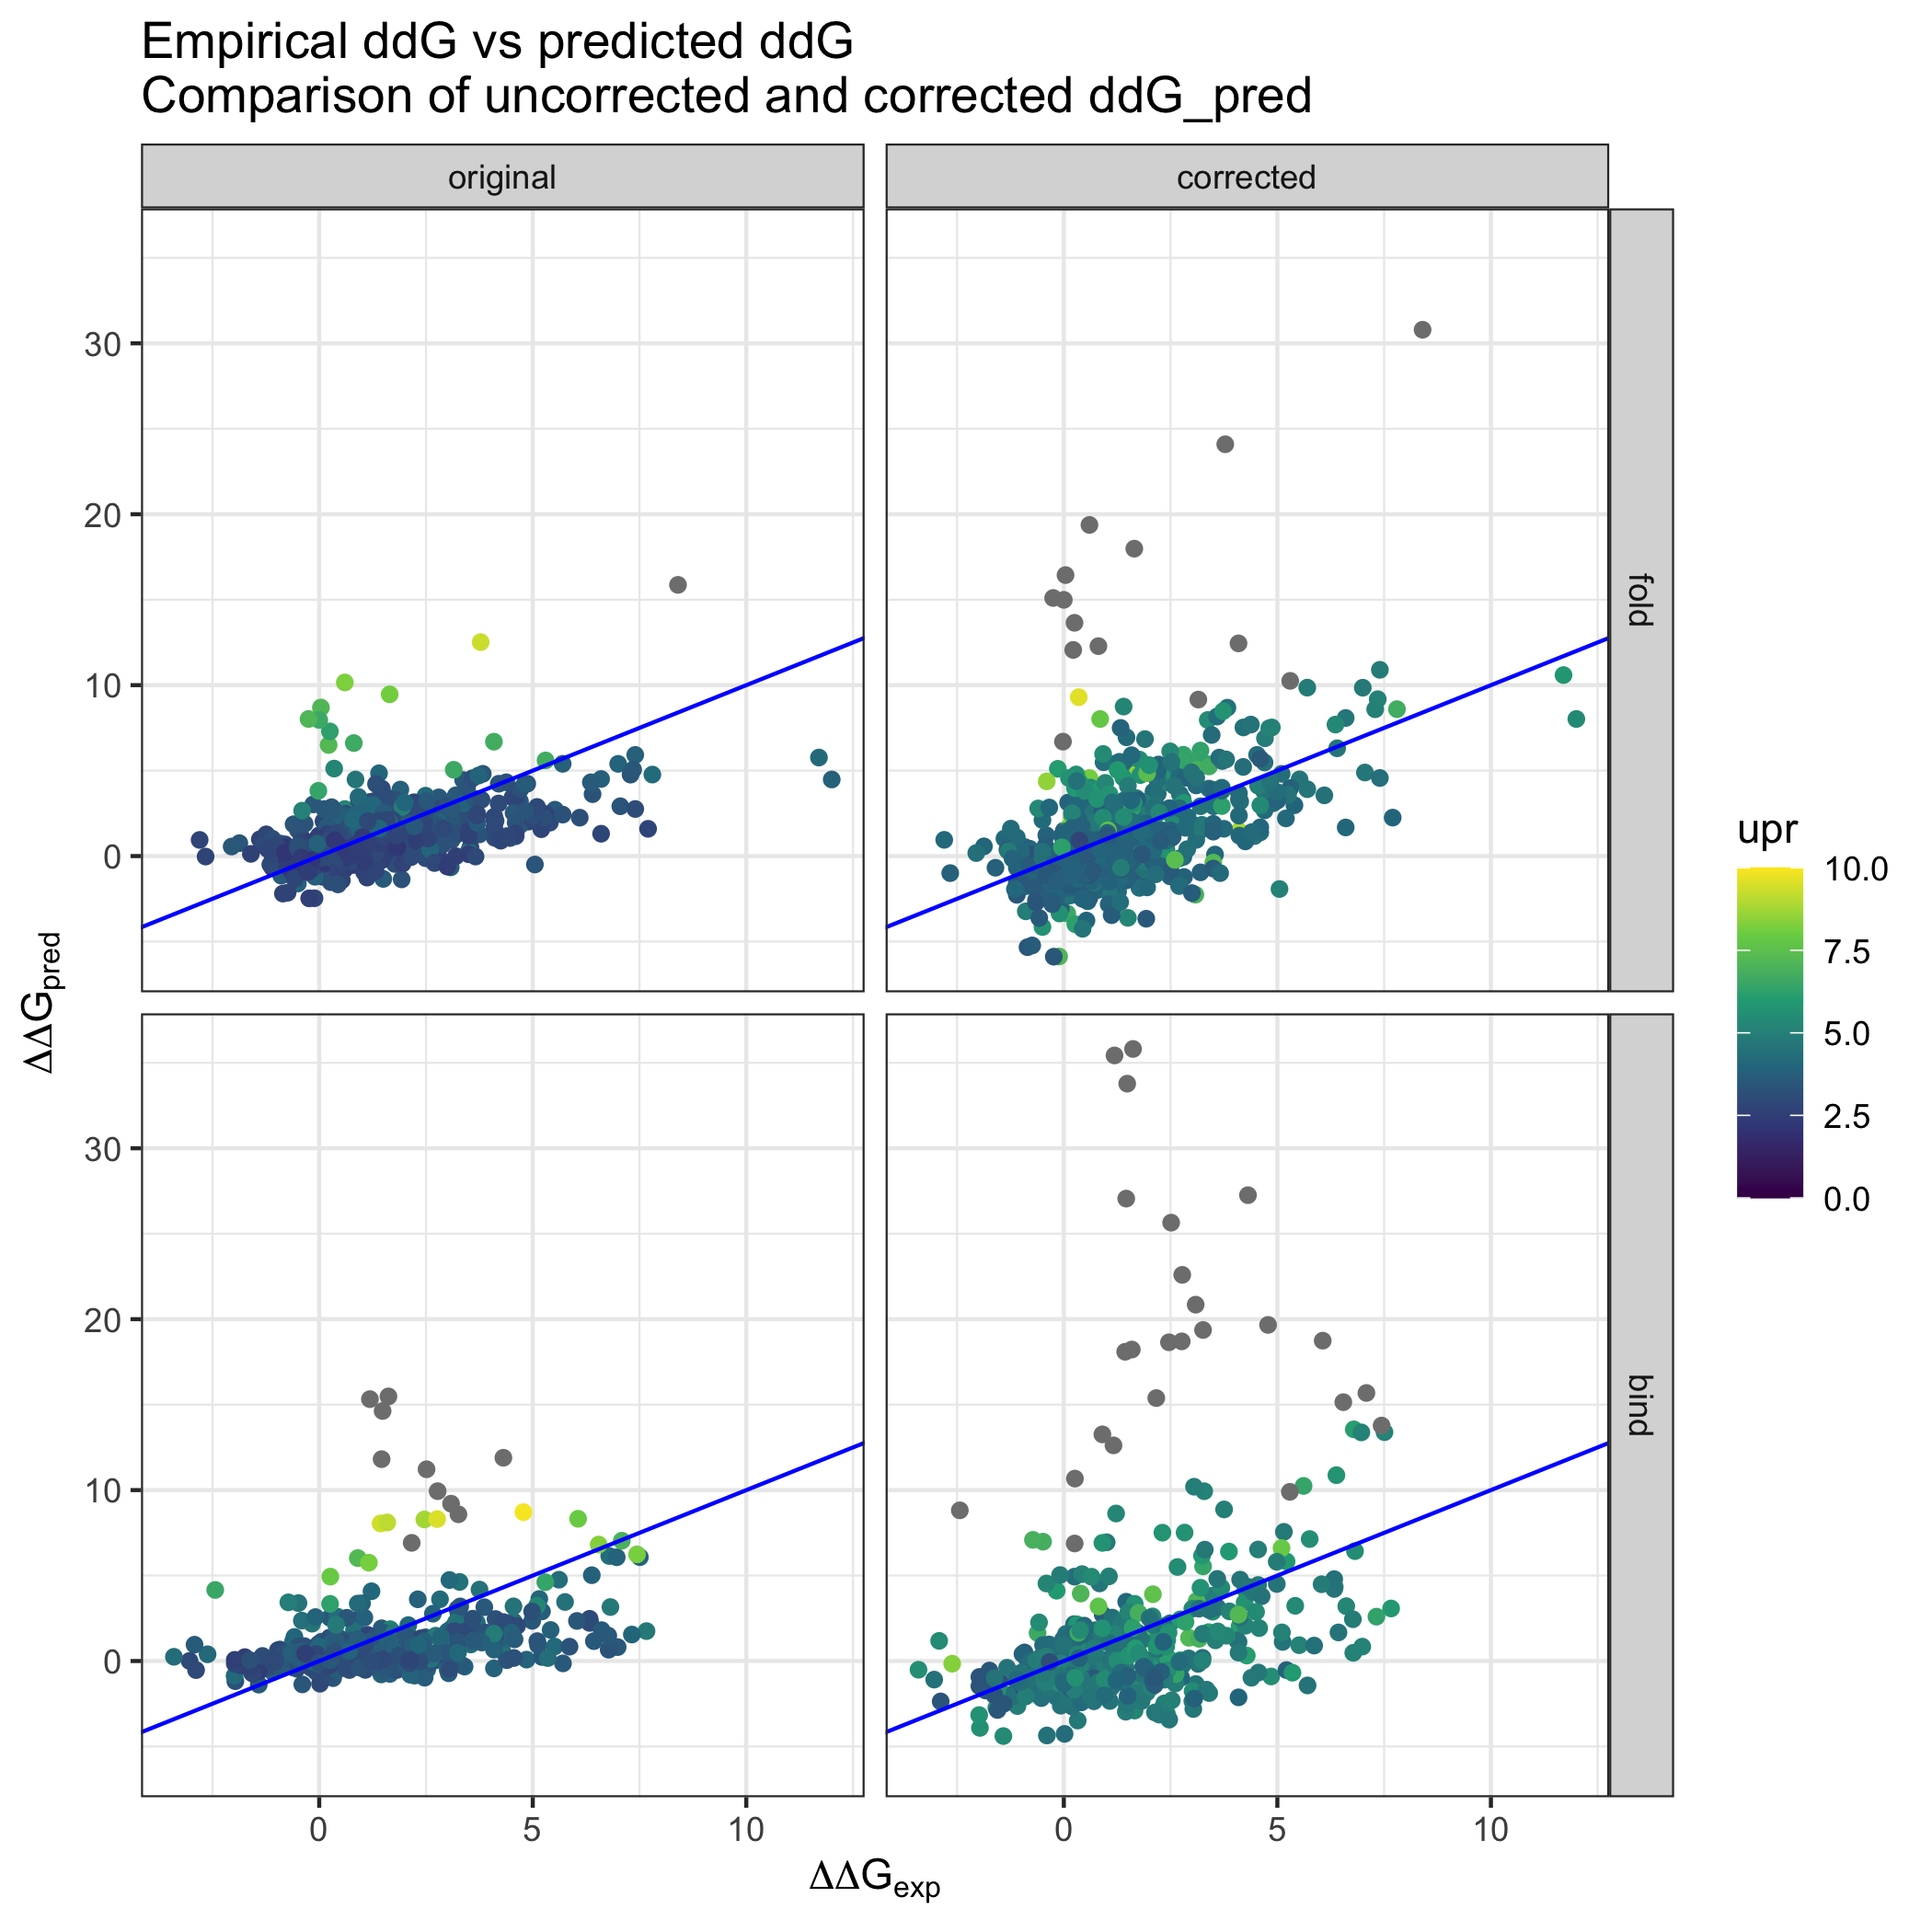 Empirical ddG vs predicted ddG
Comparison of uncorrected and corrected ddG_pred
original
corrected
30
20
10
0
fold
ΔΔGpred
30
20
10
0
bind
0
5
10
0
5
10
ΔΔGexp
upr
10.0
7.5
5.0
2.5
0.0